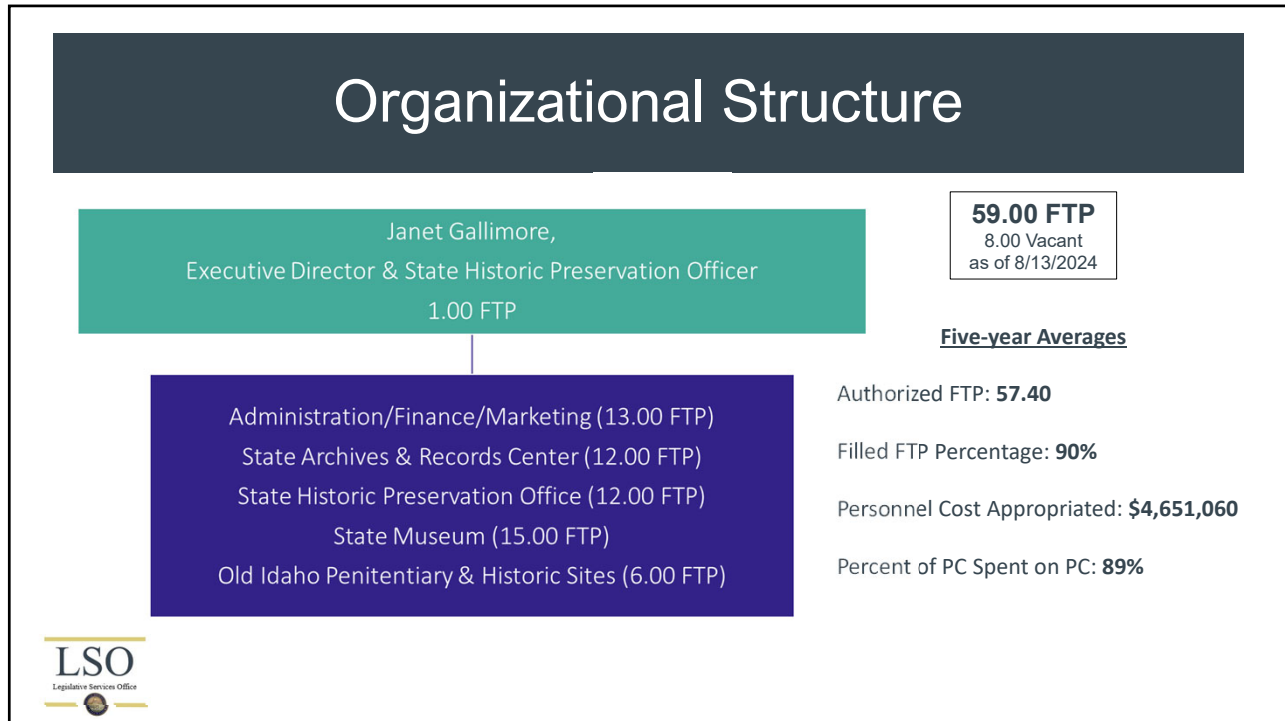 Organizational Structure
Janet Gallimore,
Executive Director & State Historic Preservation Officer
1.00 FTP
Administration/Finance/Marketing (13.00 FTP)
State Archives & Records Center (12.00 FTP)
State Historic Preservation Office (12.00 FTP)
State Museum (15.00 FTP)
Old Idaho Penitentiary & Historic Sites (6.00 FTP)
59.00 FTP
8.00 Vacant
as of 8/13/2024
Five-year Averages
Authorized FTP: 57.40
Filled FTP Percentage: 90%
Personnel Cost Appropriated: $4,651,060
Percent of PC Spent on PC: 89%
LSO
Legislative Services Office